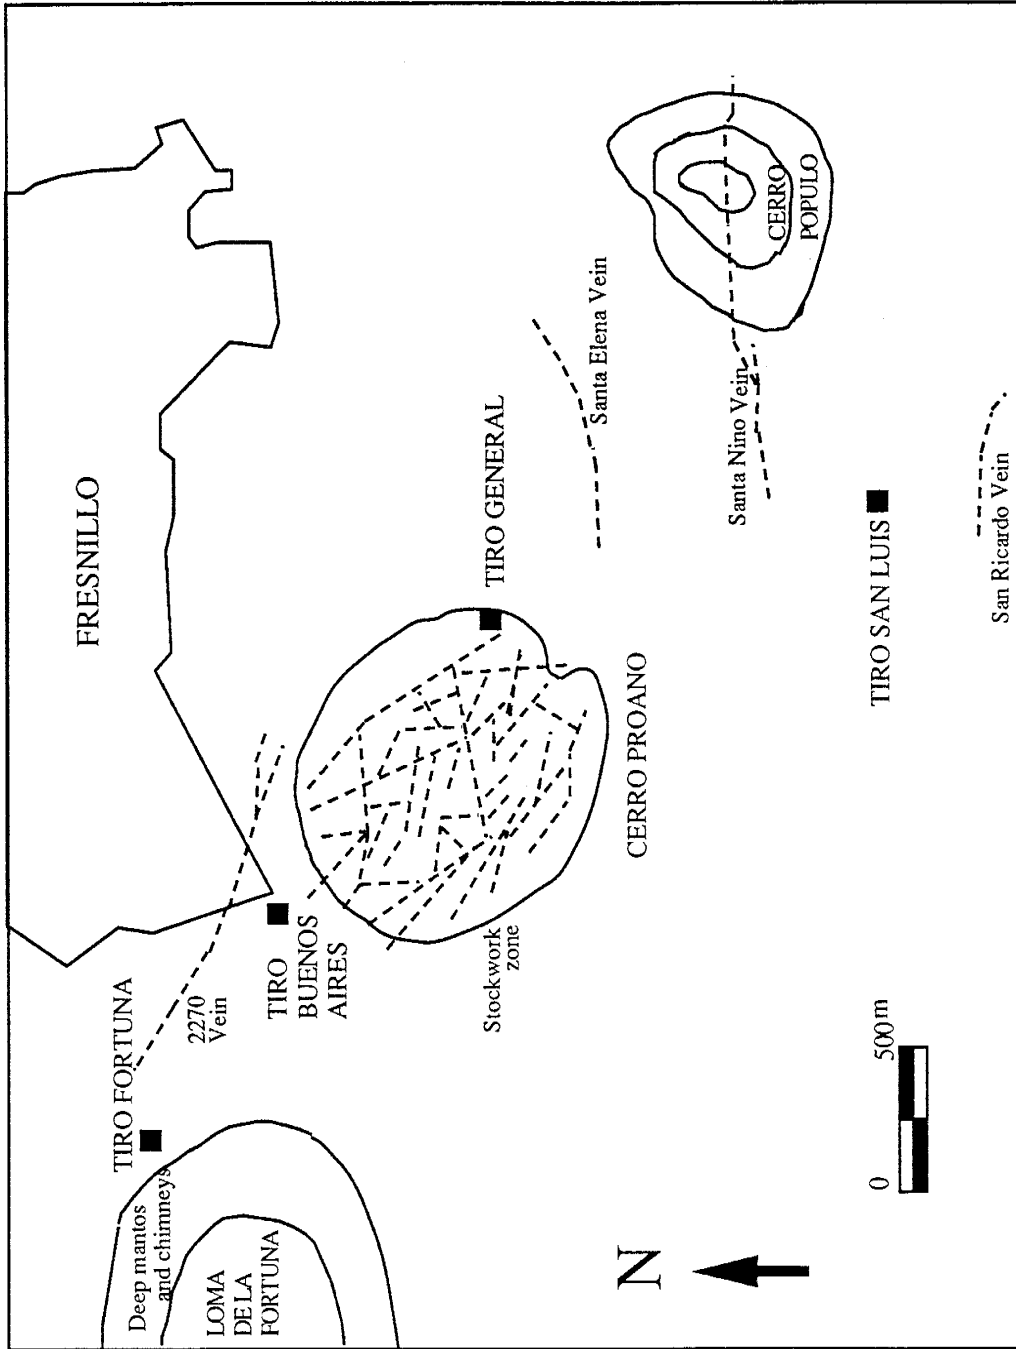 FRESNILLO
TIRO FORTUNA
Deep mantos
and chimneys
LOMA
DE LA
FORTUNA
2270
Vein
TIRO
BUENOS
AIRES
Stockwork
zone
CERRO PROANO
TIRO GENERAL
Santa Elena Vein
Santa Nino Vein
CERRO
POPULO
TIRO SAN LUIS
San Ricardo Vein
N
0
500 m